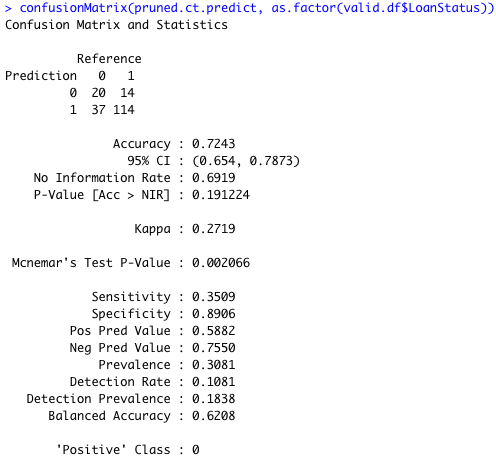 > confusionMatrix(pruned.ct.predict, as.factor(valid.df$LoanStatus))
Confusion Matrix and Statistics
Reference
Prediction 0 1
0 20 14
1 37 114
Accuracy : 0.7243
95% CI : (0.654, 0.7873)
No Information Rate : 0.6919
P-Value [Acc > NIR] : 0.191224
Kappa : 0.2719
Mcnemar's Test P-Value : 0.002066
Sensitivity : 0.3509
Specificity : 0.8906
Pos Pred Value : 0.5882
Neg Pred Value : 0.7550
Prevalence : 0.3081
Detection Rate : 0.1081
Detection Prevalence : 0.1838
Balanced Accuracy : 0.6208
'Positive' Class : 0